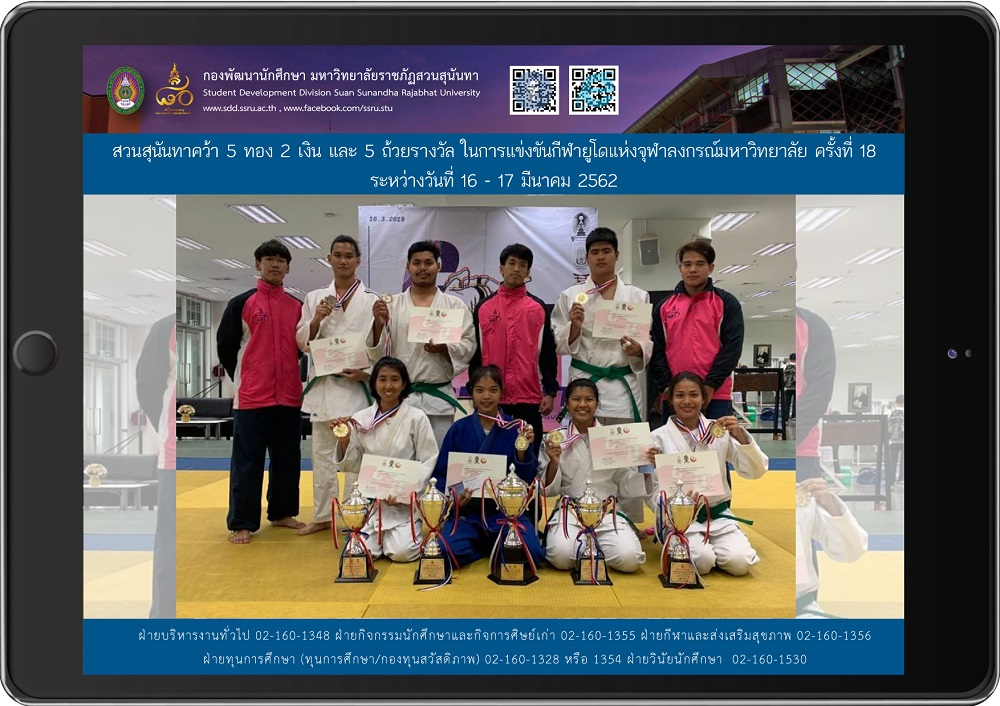 กองพัฒนานักศึกษา มหาวิทยาลัยราชภัฏสวนสุนันทา
Student Development Division Suan Sunandha Rajabhat University
www.sdd.ssru.ac.th , www.facebook.com/ssru.stu
สวนสุนันทาคว้า 5 ทอง 2 เงิน และ 5 ถ้วยรางวัล ในการแข่งขันกีฬายูโดแห่งจุฬาลงกรณ์มหาวิทยาลัย ครั้งที่ 18
ระหว่างวันที่ 16 - 17 มีนาคม 2562
16.3.2019
ฝ่ายบริหารงานทั่วไป 02-160-1348 ฝ่ายกิจกรรมนักศึกษาและกิจการศิษย์เก่า 02-160-1355 ฝ่ายกีฬาและส่งเสริมสุขภาพ 02-160-1356
ฝ่ายทุนการศึกษา (ทุนการศึกษา/กองทุนสวัสดิภาพ) 02-160-1328 หรือ 1354 ฝ่ายวินัยนักศึกษา 02-160-1530